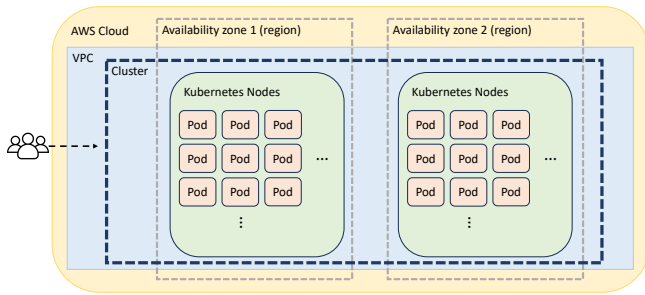 AWS Cloud
Availability zone 1 (region)
Availability zone 2 (region)
VPC
Cluster
Kubernetes Nodes
Pod Pod Pod
Pod Pod Pod ...
Pod Pod Pod
...
Kubernetes Nodes
Pod Pod Pod
Pod Pod Pod ...
Pod Pod Pod
...